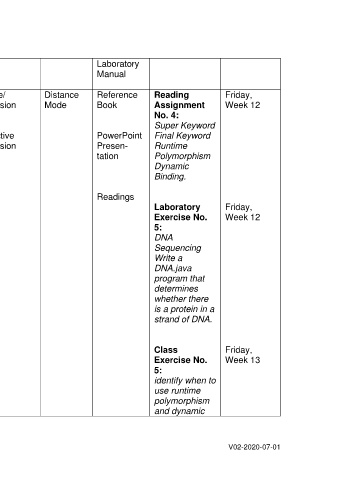 Laboratory
Manual
e/
sion
tive
sion
Distance
Mode
Reference
Book
PowerPoint
Presen-
tation
Readings
Reading
Assignment
No. 4:
Super Keyword
Final Keyword
Runtime
Polymorphism
Dynamic
Binding.
Friday,
Week 12
Laboratory
Exercise No.
5:
DNA
Sequencing
Write a
DNA.java
program that
determines
whether there
is a protein in a
strand of DNA.
Friday,
Week 12
Class
Exercise No.
5:
identify when to
use runtime
polymorphism
and dynamic
Friday,
Week 13
V02-2020-07-01